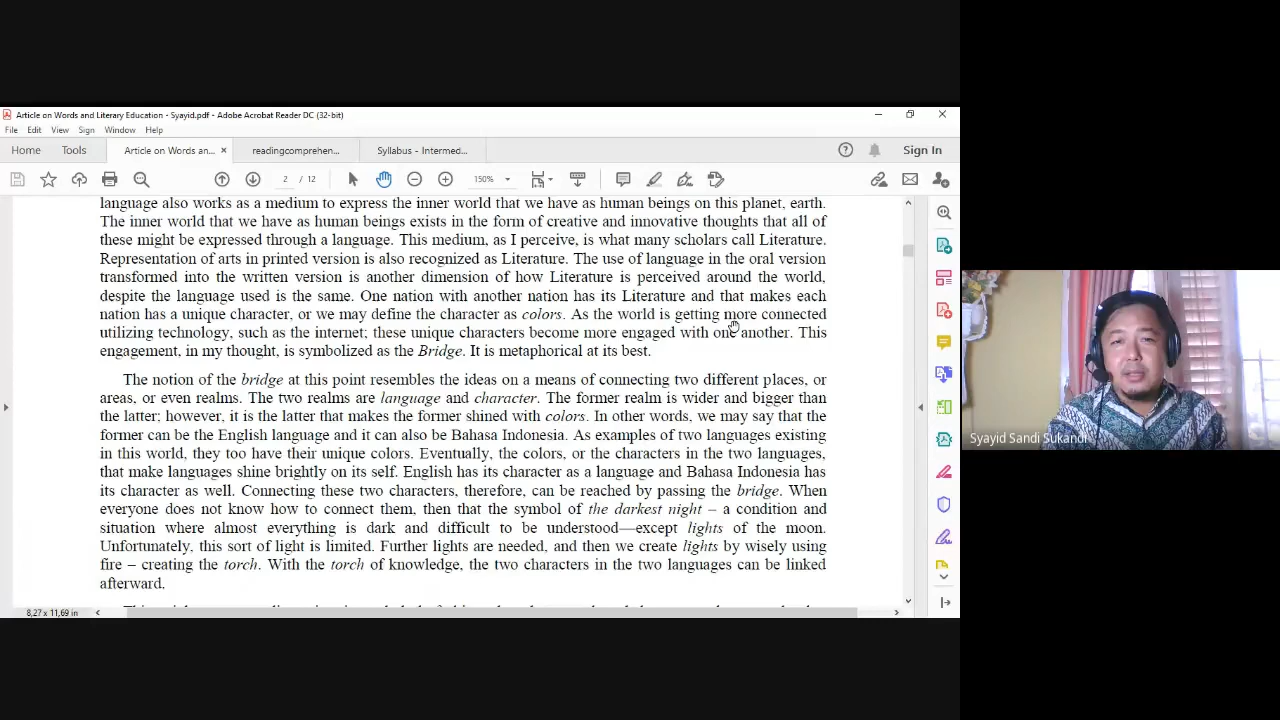 Article on Words and Literary Education - Syayid.pdf - Adobe Acrobat Reader DC (32-bit)
File Edit View Sign Window Help
Home Tools Article on Words an... × readingcomprehen... Syllabus - Intermed... Sign In
2 / 12 150%
language also works as a medium to express the inner world that we have as human beings on this planet, earth.
The inner world that we have as human beings exists in the form of creative and innovative thoughts that all of
these might be expressed through a language. This medium, as I perceive, is what many scholars call Literature.
Representation of arts in printed version is also recognized as Literature. The use of language in the oral version
transformed into the written version is another dimension of how Literature is perceived around the world,
despite the language used is the same. One nation with another nation has its Literature and that makes each
nation has a unique character, or we may define the character as colors. As the world is getting more connected
utilizing technology, such as the internet; these unique characters become more engaged with one another. This
engagement, in my thought, is symbolized as the Bridge. It is metaphorical at its best.
The notion of the bridge at this point resembles the ideas on a means of connecting two different places, or
areas, or even realms. The two realms are language and character. The former realm is wider and bigger than
the latter; however, it is the latter that makes the former shined with colors. In other words, we may say that the
former can be the English language and it can also be Bahasa Indonesia. As examples of two languages existing
in this world, they too have their unique colors. Eventually, the colors, or the characters in the two languages,
that make languages shine brightly on its self. English has its character as a language and Bahasa Indonesia has
its character as well. Connecting these two characters, therefore, can be reached by passing the bridge. When
everyone does not know how to connect them, then that the symbol of the darkest night – a condition and
situation where almost everything is dark and difficult to be understood—except lights of the moon.
Unfortunately, this sort of light is limited. Further lights are needed, and then we create lights by wisely using
fire – creating the torch. With the torch of knowledge, the two characters in the two languages can be linked
afterward.
8,27 x 11,69 in
Syayid Sandi Sukandi